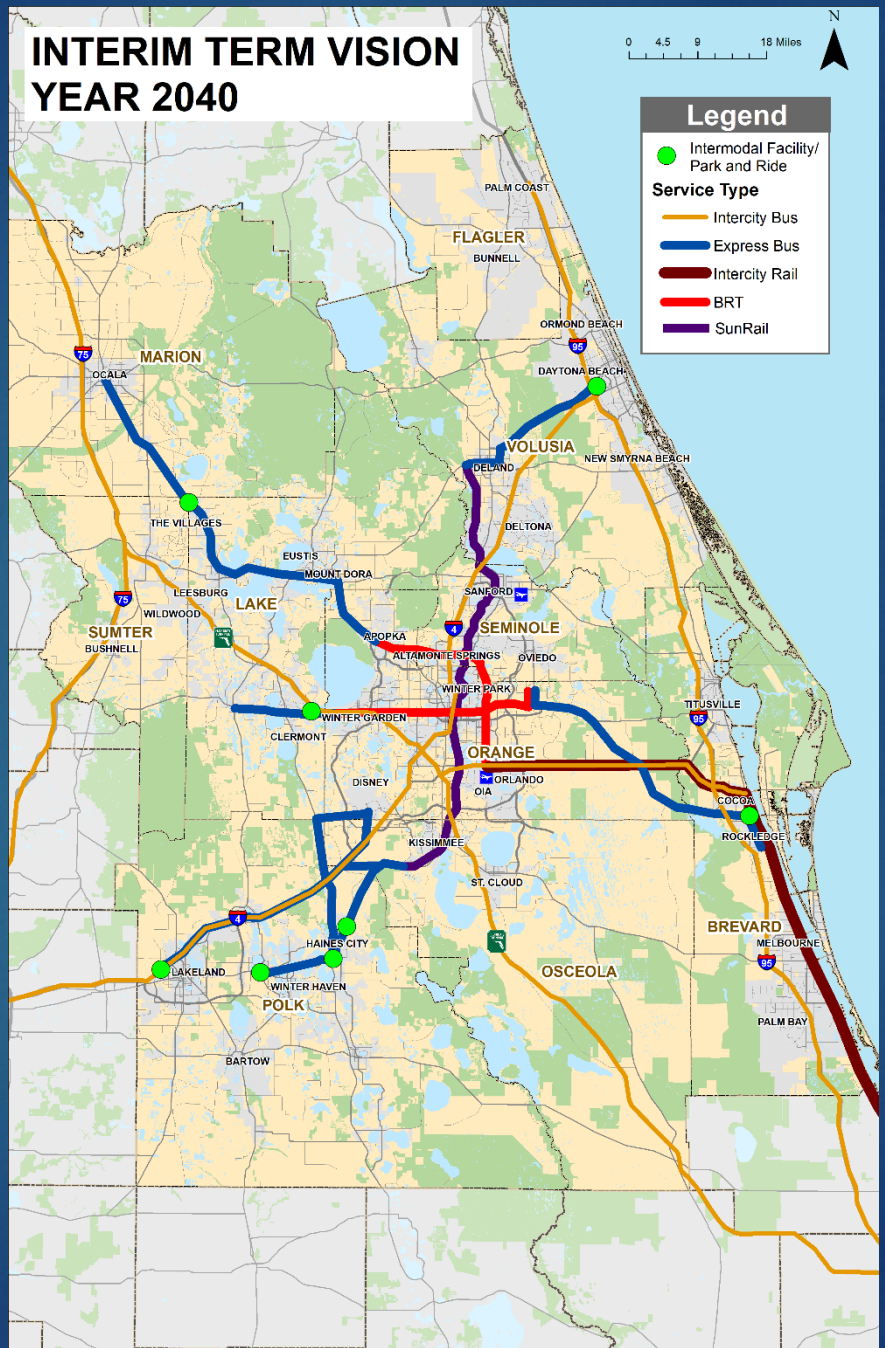 INTERIM TERM VISION
YEAR 2040
N
0 4.5 9 18 Miles
Legend
Intermodal Facility/
Park and Ride
Service Type
Intercity Bus
Express Bus
Intercity Rail
BRT
SunRail
PALM COAST
FLAGLER
BUNNELL
ORMOND BEACH
95
75
MARION
DAYTONA BEACH
OCALA
VOLUSIA
NEW SMYRNA BEACH
DELAND
THE VILLAGES
DELTONA
EUSTIS
MOUNT DORA
SANFORD
LEESBURG
75
LAKE
WILDWOOD
4
SEMINOLE
SUMTER
APOPKA
BUSHNELL
ALTAMONTE SPRINGS
OVIEDO
WINTER PARK
TITUSVILLE
95
WINTER GARDEN
CLERMONT
ORANGE
DISNEY
ORLANDO
OIA
COCOA
ROCKLEDGE
KISSIMMEE
ST. CLOUD
4
BREVARD
HAINES CITY
MELBOURNE
LAKELAND
OSCEOLA
95
WINTER HAVEN
POLK
PALM BAY
BARTOW